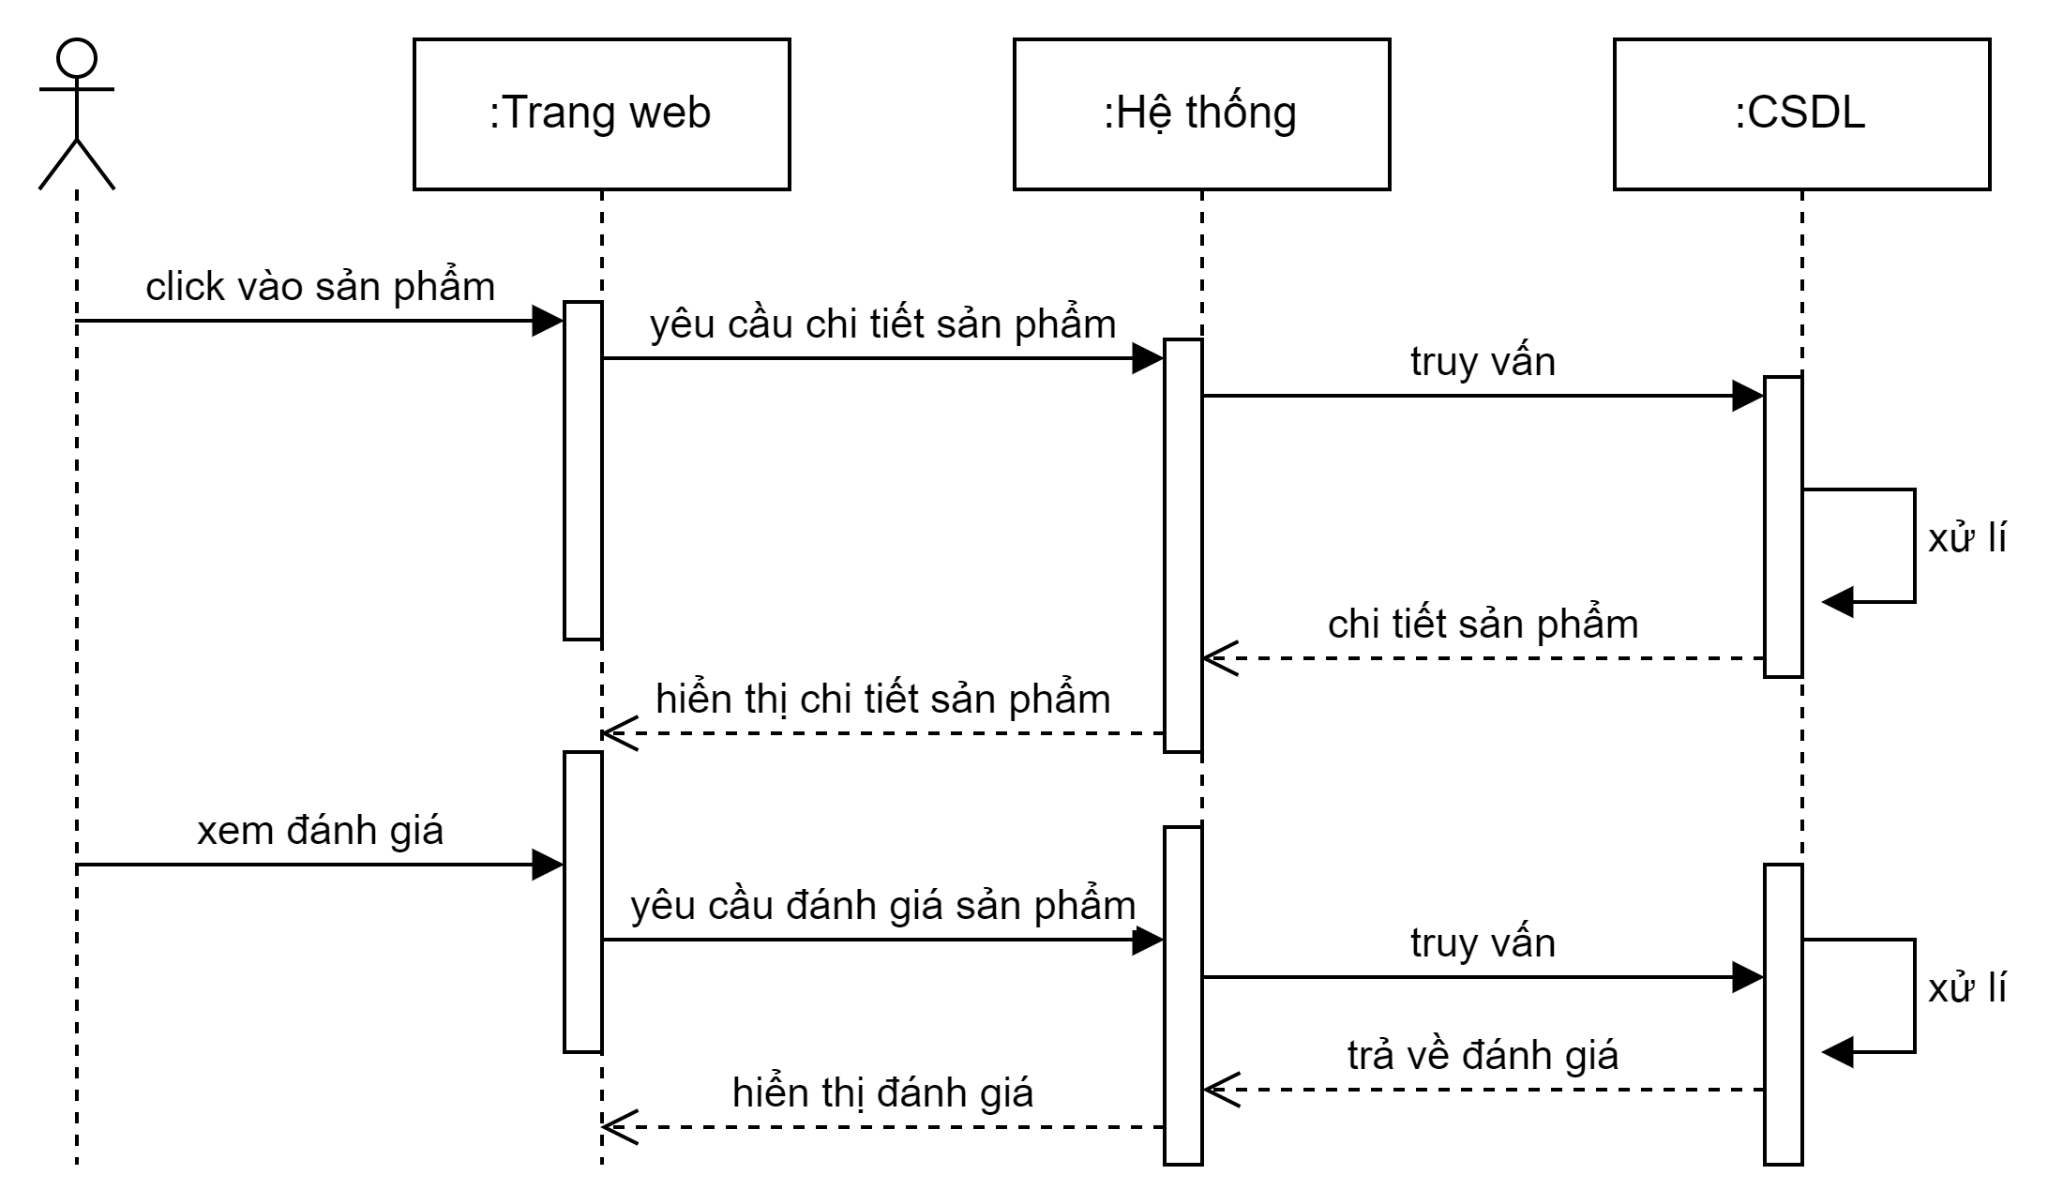 :Trang web
:Hệ thống
:CSDL
click vào sản phẩm
yêu cầu chi tiết sản phẩm
truy vấn
xử lí
chi tiết sản phẩm
hiển thị chi tiết sản phẩm
xem đánh giá
yêu cầu đánh giá sản phẩm
truy vấn
xử lí
trả về đánh giá
hiển thị đánh giá